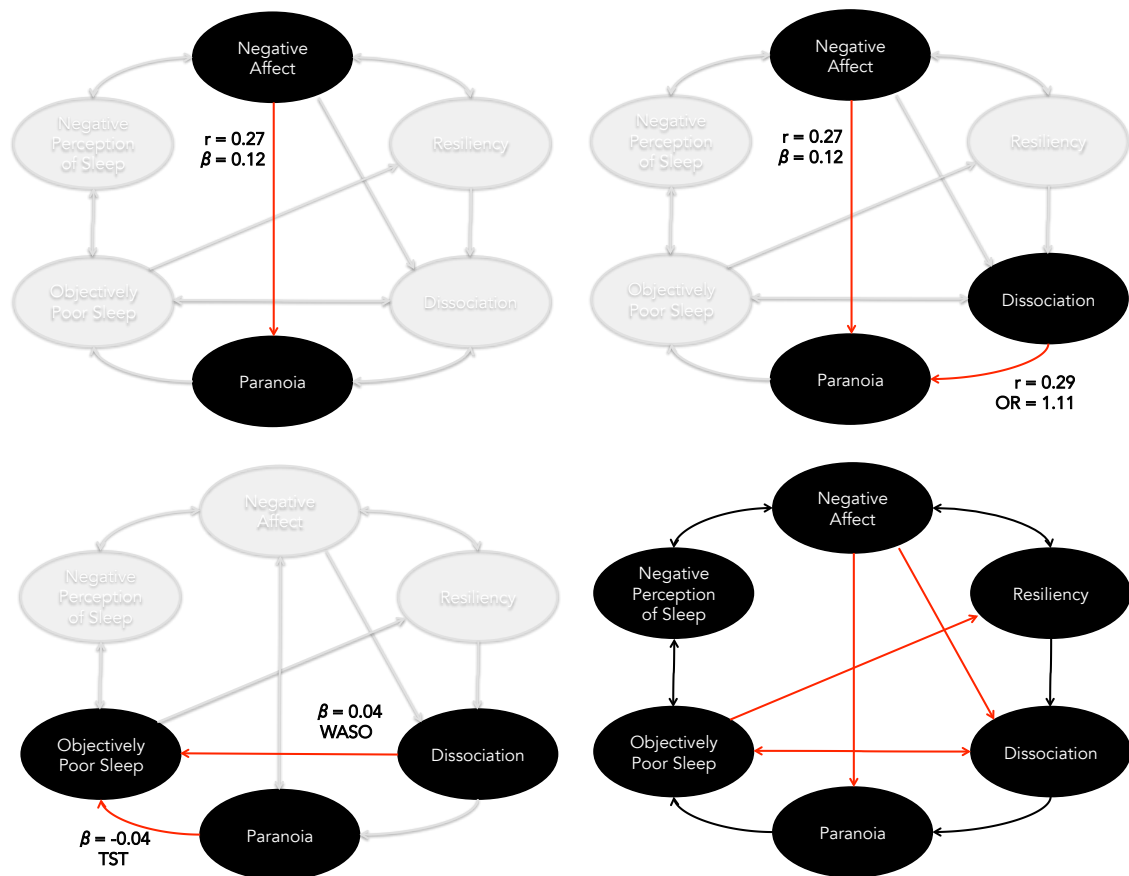 Negative
Affect
Negative
Perception
of Sleep
r = 0.27
β = 0.12
Resiliency
Objectively
Poor Sleep
Dissociation
Paranoia
Negative
Affect
Negative
Perception
of Sleep
r = 0.27
β = 0.12
Resiliency
Objectively
Poor Sleep
Dissociation
Paranoia
r = 0.29
OR = 1.11
Negative
Affect
Negative
Perception
of Sleep
Resiliency
β = 0.04
WASO
Objectively
Poor Sleep
Dissociation
Paranoia
β = -0.04
TST
Negative
Affect
Negative
Perception
of Sleep
Resiliency
Objectively
Poor Sleep
Dissociation
Paranoia